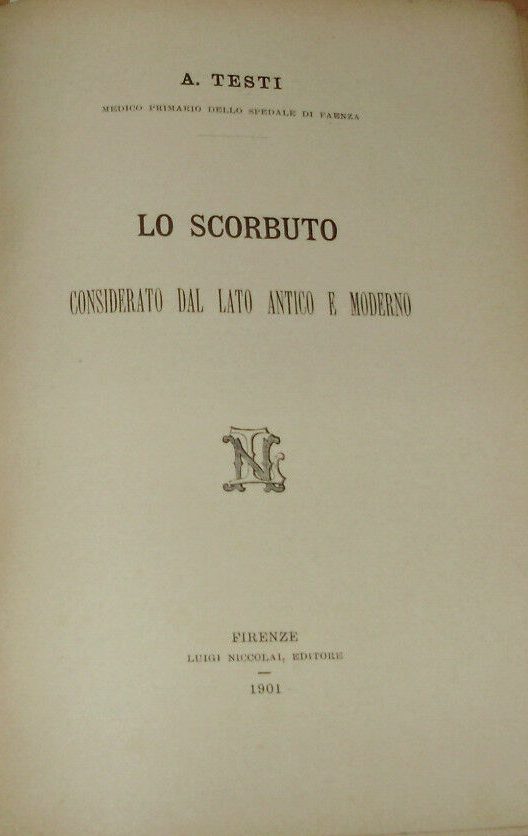 A. TESTI
MEDICO PRIMARIO DELLO SPEDALE DI FAENZA
LO SCORBUTO
CONSIDERATO DAL LATO ANTICO E MODERNO
LN
FIRENZE
LUIGI NICCOLAI, EDITORE
1901